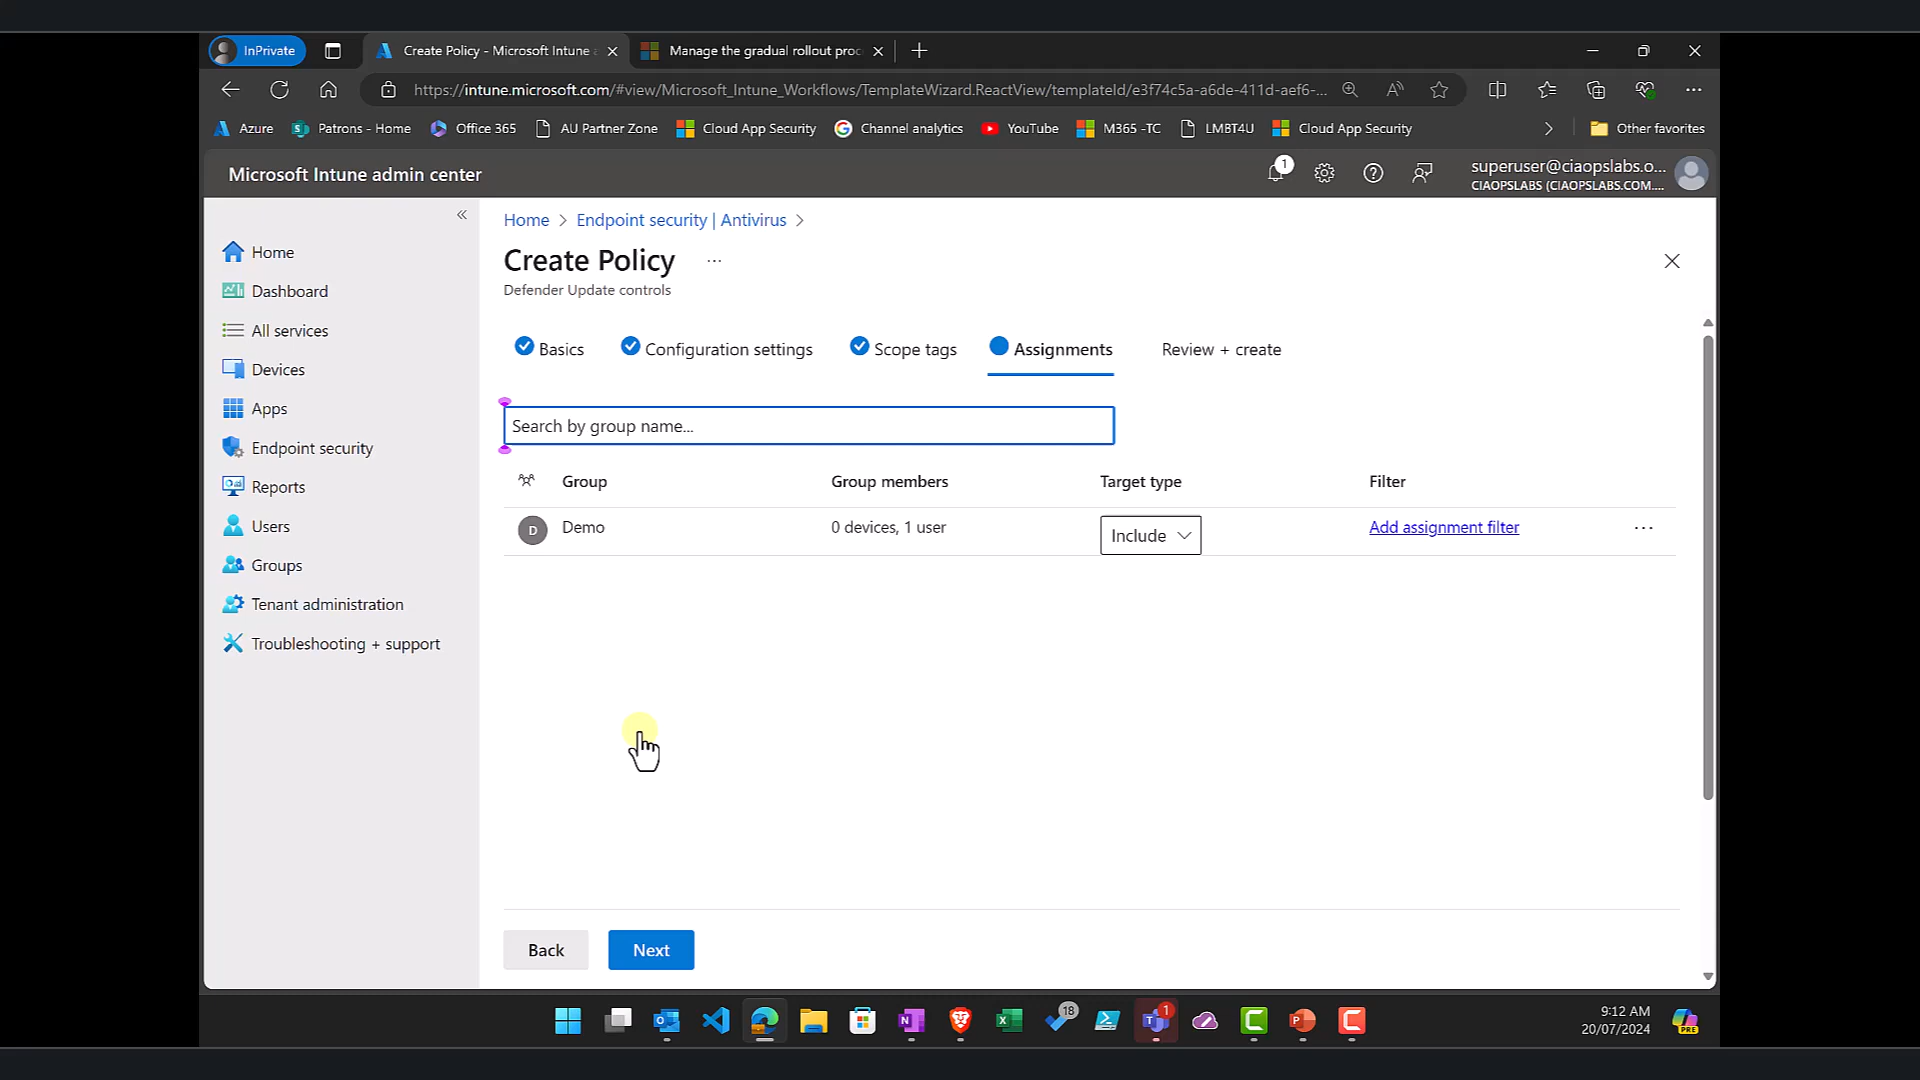 InPrivate
Create Policy - Microsoft Intune a
Manage the gradual rollout proc
https://intune.microsoft.com/#view/Microsoft_Intune_Workflows/TemplateWizard.ReactView/templateId/e3f74c5a-a6de-411d-aef6-...
Azure
Patrons - Home
Office 365
AU Partner Zone
Cloud App Security
Channel analytics
YouTube
M365 -TC
LMBT4U
Cloud App Security
Other favorites
Microsoft Intune admin center
1
superuser@ciaopslabs.o...
CIAOPSLABS (CIAOPSLABS.COM....
Home
Dashboard
All services
Devices
Apps
Endpoint security
Reports
Users
Groups
Tenant administration
Troubleshooting + support
Home > Endpoint security | Antivirus >
Create Policy ...
Defender Update controls
Basics
Configuration settings
Scope tags
Assignments
Review + create
Search by group name...
Group
Group members
Target type
Filter
D
Demo
0 devices, 1 user
Include
Add assignment filter
...
Back
Next
18
1
9:12 AM
20/07/2024
PRE